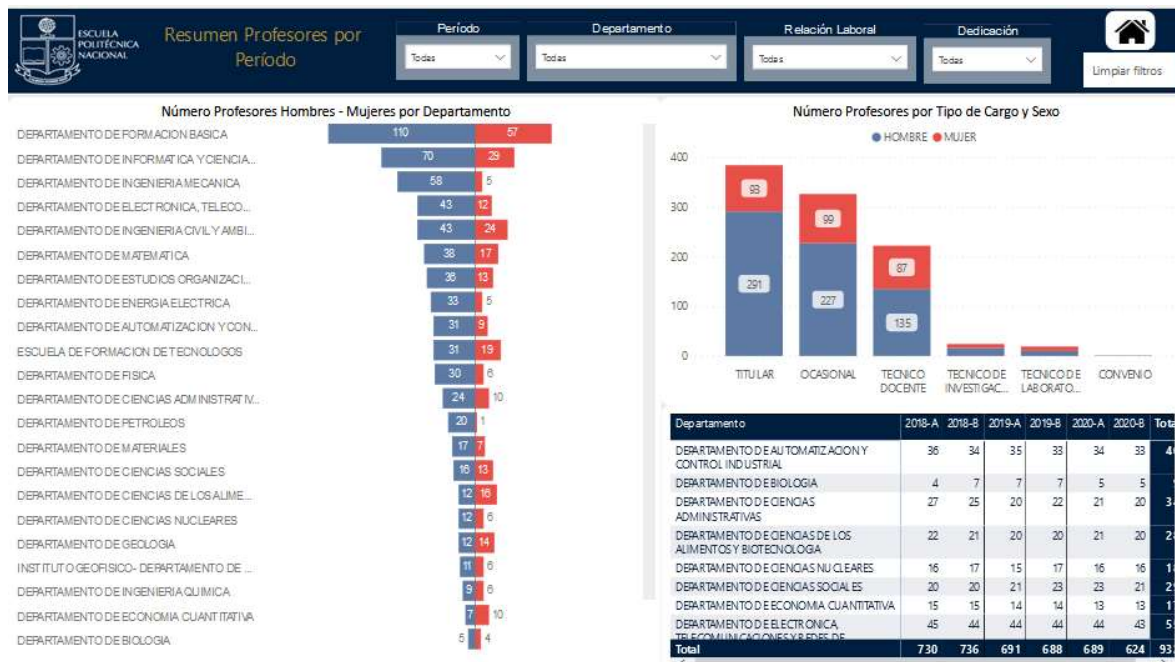 ESCUELA
POLITÉCNICA
NACIONAL
Resumen Profesores por
Período
Período
Todas
Departamento
Todas
Relación Laboral
Todas
Dedicación
Todas
Limpiar filtros
Número Profesores Hombres - Mujeres por Departamento
DEPARTAMENTO DE FORMACION BASICA 110 57
DEPARTAMENTO DE INFORMATICA Y CIENCIA... 70 29
DEPARTAMENTO DE INGENIERIA MECANICA 58 5
DEPARTAMENTO DE ELECTRONICA, TELECO... 43 12
DEPARTAMENTO DE INGENIERIA CIVIL Y AMBI... 43 24
DEPARTAMENTO DE MATEMATICA 38 17
DEPARTAMENTO DE ESTUDIOS ORGANIZACI... 36 13
DEPARTAMENTO DE ENERGIA ELECTRICA 33 5
DEPARTAMENTO DE AUTOMATIZACION Y CON... 31 9
ESCUELA DE FORMACION DE TECNOLOGOS 31 19
DEPARTAMENTO DE FISICA 30 6
DEPARTAMENTO DE CIENCIAS ADMINISTRATIV... 24 10
DEPARTAMENTO DE PETROLEOS 20 1
DEPARTAMENTO DE MATERIALES 17 7
DEPARTAMENTO DE CIENCIAS SOCIALES 16 13
DEPARTAMENTO DE CIENCIAS DE LOS ALIME... 12 16
DEPARTAMENTO DE CIENCIAS NUCLEARES 12 6
DEPARTAMENTO DE GEOLOGIA 12 14
INSTITUTO GEOFISICO- DEPARTAMENTO DE ... 11 6
DEPARTAMENTO DE INGENIERIA QUIMICA 9 6
DEPARTAMENTO DE ECONOMIA CUANTITATIVA 7 10
DEPARTAMENTO DE BIOLOGIA 5 4
Número Profesores por Tipo de Cargo y Sexo
HOMBRE MUJER
400
300
200
100
0
93
291
99
227
87
135
TITULAR
OCASIONAL
TECNICO
DOCENTE
TECNICO DE
INVESTIGAC...
TECNICO DE
LABORATO...
CONVENIO
Departamento 2018-A 2018-B 2019-A 2019-B 2020-A 2020-B
DEPARTAMENTO DE AUTOMATIZACION Y 36 34 35 33 34 33
CONTROL INDUSTRIAL
DEPARTAMENTO DE BIOLOGIA 4 7 7 7 5 5
DEPARTAMENTO DE CIENCIAS 27 25 20 22 21 20
ADMINISTRATIVAS
DEPARTAMENTO DE CIENCIAS DE LOS 22 21 20 20 21 20
ALIMENTOS Y BIOTECNOLOGIA
DEPARTAMENTO DE CIENCIAS NUCLEARES 16 17 15 17 16 16
DEPARTAMENTO DE CIENCIAS SOCIALES 20 20 21 23 23 21
DEPARTAMENTO DE ECONOMIA CUANTITATIVA 15 15 14 14 13 13
DEPARTAMENTO DE ELECTRONICA, 45 44 44 44 44 43
TELECOMUNICACIONES Y REDES DE
Total 730 736 691 688 689 624